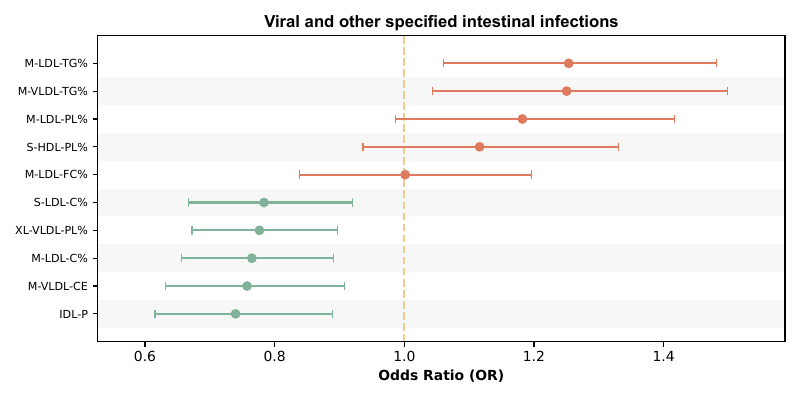 Viral and other specified intestinal infections
M-LDL-TG%
M-VLDL-TG%
M-LDL-PL%
S-HDL-PL%
M-LDL-FC%
S-LDL-C%
XL-VLDL-PL%
M-LDL-C%
M-VLDL-CE
IDL-P
0.6 0.8 1.0 1.2 1.4
Odds Ratio (OR)